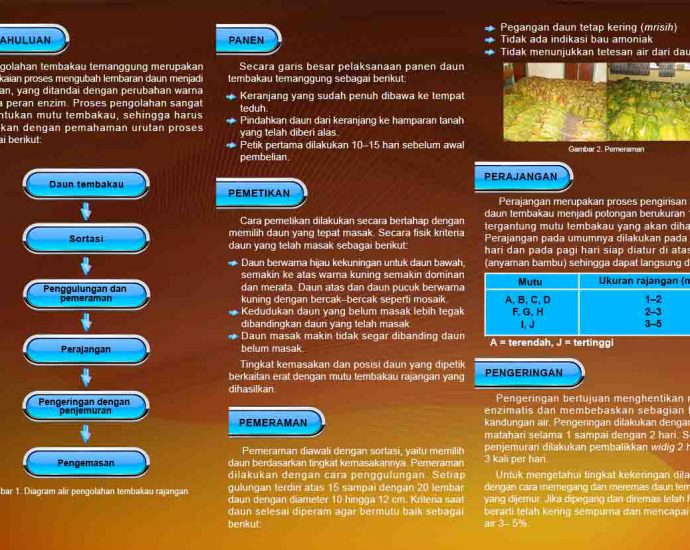 AHULUAN
golahan tembakau temanggung merupakan
kaian proses mengubah lembaran daun menjadi
an, yang ditandai dengan perubahan warna
a peran enzim. Proses pengolahan sangat
ntukan mutu tembakau, sehingga harus
kan dengan pemahaman urutan proses
ai berikut:
Daun tembakau
Sortasi
Penggulungan dan
pemeraman
Perajangan
Pengeringan dengan
penjemuran
Pengemasan
bar 1. Diagram alir pengolahan tembakau rajangan
PANEN
Secara garis besar pelaksanaan panen daun
tembakau temanggung sebagai berikut:
Keranjang yang sudah penuh dibawa ke tempat
teduh.
Pindahkan daun dari keranjang ke hamparan tanah
yang telah diberi alas.
Petik pertama dilakukan 10–15 hari sebelum awal
pembelian.
PEMETIKAN
Cara pemetikan dilakukan secara bertahap dengan
memilih daun yang tepat masak. Secara fisik kriteria
daun yang telah masak sebagai berikut:
Daun berwarna hijau kekuningan untuk daun bawah,
semakin ke atas warna kuning semakin dominan
dan merata. Daun atas dan daun pucuk berwarna
kuning dengan bercak–bercak seperti mosaik.
Kedudukan daun yang belum masak lebih tegak
dibandingkan daun yang telah masak
Daun masak makin tidak segar dibanding daun
belum masak.
Tingkat kemasakan dan posisi daun yang dipetik
berkaitan erat dengan mutu tembakau rajangan yang
dihasilkan.
PEMERAMAN
Pemeraman diawali dengan sortasi, yaitu memilih
daun berdasarkan tingkat kemasakannya. Pemeraman
dilakukan dengan cara penggulungan. Setiap
gulungan terdiri atas 15 sampai dengan 20 lembar
daun dengan diameter 10 hingga 12 cm. Kriteria saat
daun selesai diperam agar bermutu baik sebagai
berikut:
Pegangan daun tetap kering (mrisih)
Tidak ada indikasi bau amoniak
Tidak menunjukkan tetesan air dari dau
Gambar 2. Pemeraman
PERAJANGAN
Perajangan merupakan proses pengirisan
daun tembakau menjadi potongan berukuran
tergantung mutu tembakau yang akan diha
Perajangan pada umumnya dilakukan pada
hari dan pada pagi hari siap diatur di atas
(anyaman bambu) sehingga dapat langsung d
Mutu Ukuran rajangan (m
A, B, C, D 1–2
F, G, H 2–3
I, J 3–5
A = terendah, J = tertinggi
PENGERINGAN
Pengeringan bertujuan menghentikan
enzimatis dan membebaskan sebagian
kandungan air. Pengeringan dilakukan dengan
matahari selama 1 sampai dengan 2 hari. S
penjemuran dilakukan pembalikkan widig 2
3 kali per hari.
Untuk mengetahui tingkat kekeringan dila
dengan cara memegang dan meremas daun tem
yang dijemur. Jika dipegang dan diremas telah
berarti telah kering sempurna dan mencapai
air 3– 5%.